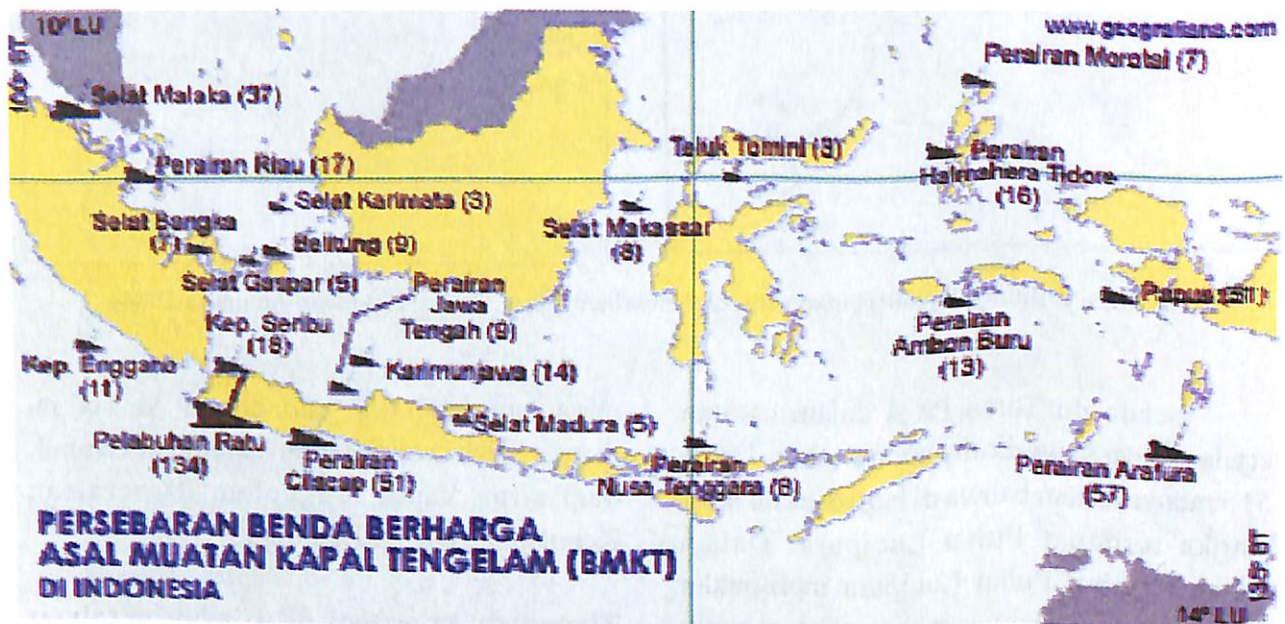 10° LU
www.geografiana.com
Perairan Morotai (7)
Selat Malaka (37)
Teluk Tomini (3)
Perairan
Halmahera Tidore
(16)
Perairan Riau (17)
Selat Karimata (3)
Selat Bangka
(7)
Belitung (9)
Selat Makassar
(8)
Selat Gaspar (5)
Perairan
Jawa
Tengah (9)
Papua (31)
Kep. Seribu
(18)
Perairan
Ambon Buru
(13)
Kep. Enggano
(11)
Karimunjawa (14)
Pelabuhan Ratu
(134)
Selat Madura (5)
Perairan
Cilacap (51)
Perairan
Nusa Tenggara (8)
Perairan Arafura
(57)
PERSEBARAN BENDA BERHARGA
ASAL MUATAN KAPAL TENGELAM (BMKT)
DI INDONESIA
14° LU